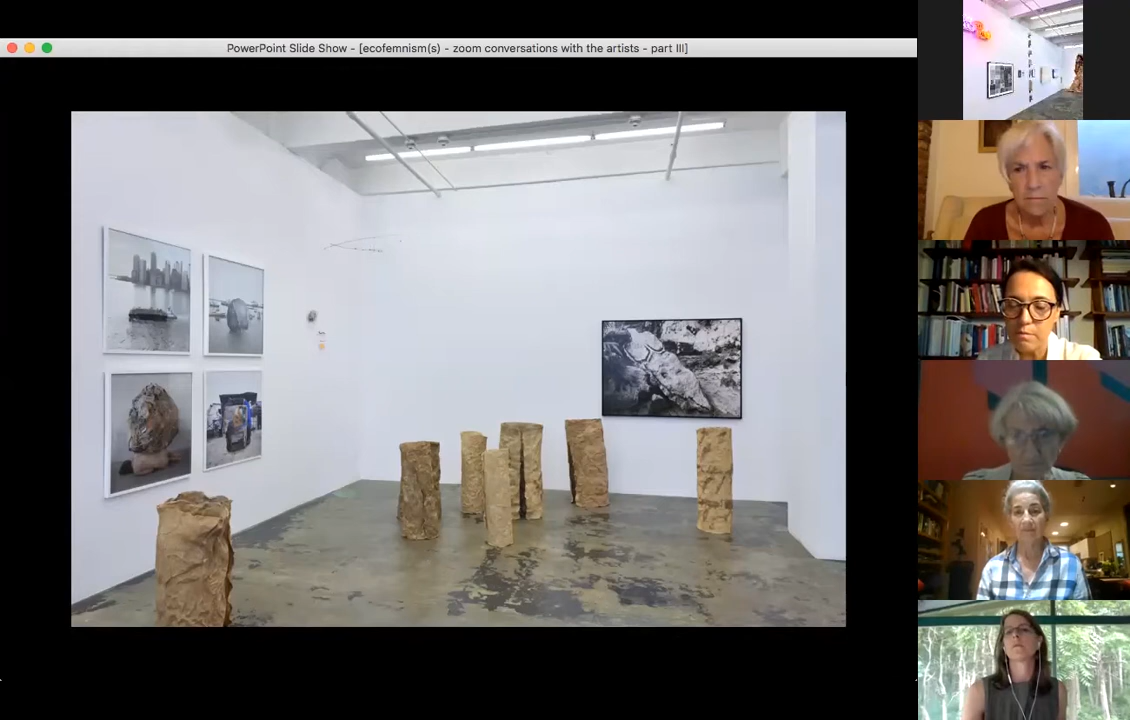 PowerPoint Slide Show - [ecofemnism(s) - zoom conversations with the artists - part III]